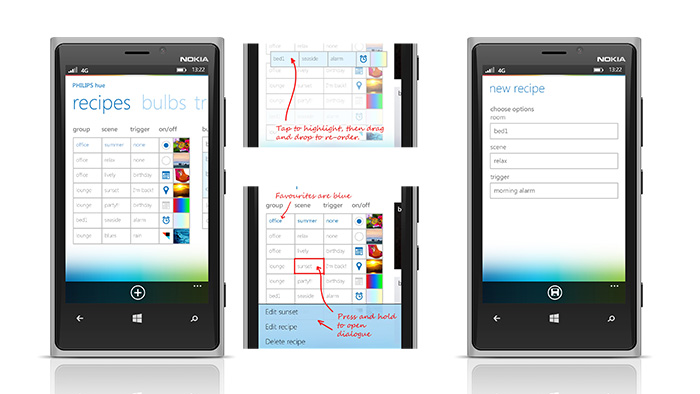 NOKIA
4G
13:22
PHILIPS hue
recipes bulbs tr
group scene trigger on/off
office summer none
office relax none
office lively birthday
lounge sunset I'm back!
lounge party! birthday
bed1 seaside alarm
lounge blues rain
bed1 seaside alarm
Tap to highlight, then drag
and drop to re-order.
Favourites are blue
group scene trigger on/off
office summer none
office relax none
office lively birthday
lounge sunset I'm back!
lounge party! birthday
bed1 seaside alarm
Edit sunset
Edit recipe
Delete recipe
Press and hold
to open
dialogue
NOKIA
4G
13:22
new recipe
choose options
room
bed1
scene
relax
trigger
morning alarm